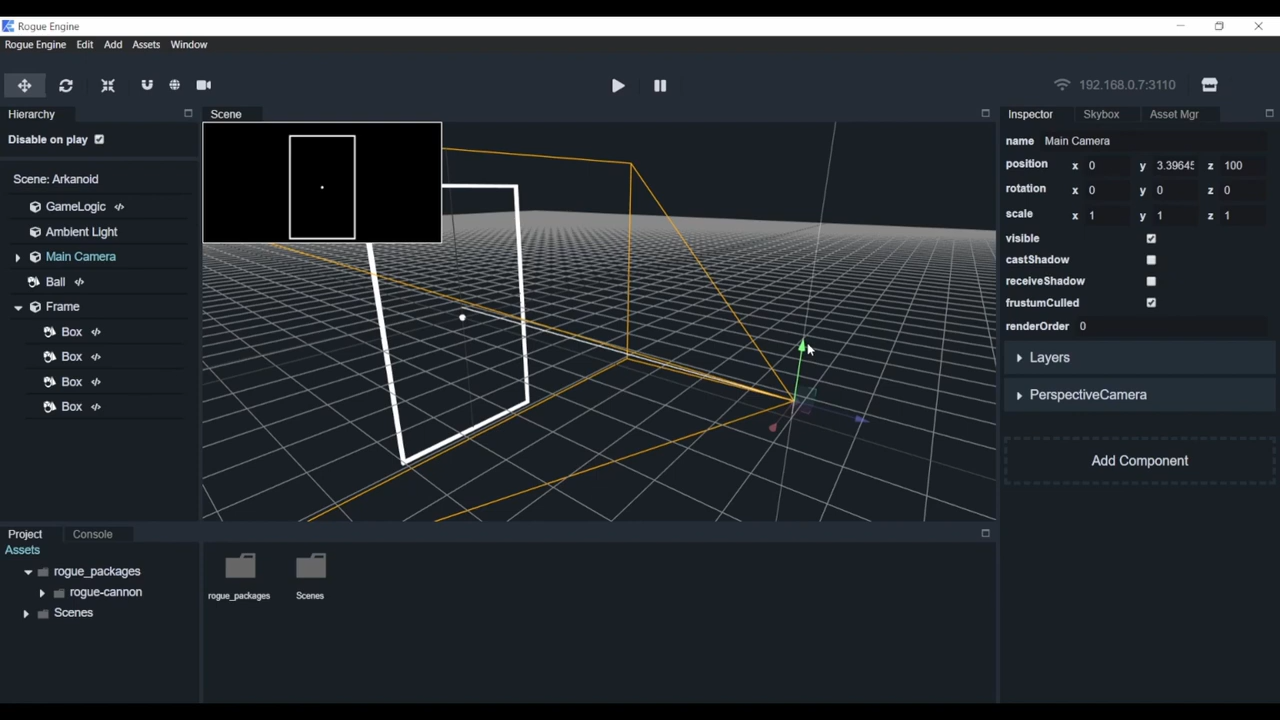 Rogue Engine
Rogue Engine Edit Add Assets Window
192.168.0.7:3110
Hierarchy
Disable on play
Scene: Arkanoid
GameLogic
Ambient Light
Main Camera
Ball
Frame
Box
Box
Box
Box
Scene
Inspector Skybox Asset Mgr
name Main Camera
position x 0 y 3.39645 z 100
rotation x 0 y 0 z 0
scale x 1 y 1 z 1
visible
castShadow
receiveShadow
frustumCulled
renderOrder 0
Layers
PerspectiveCamera
Add Component
Project Console
Assets
rogue_packages
rogue-cannon
Scenes
rogue_packages Scenes